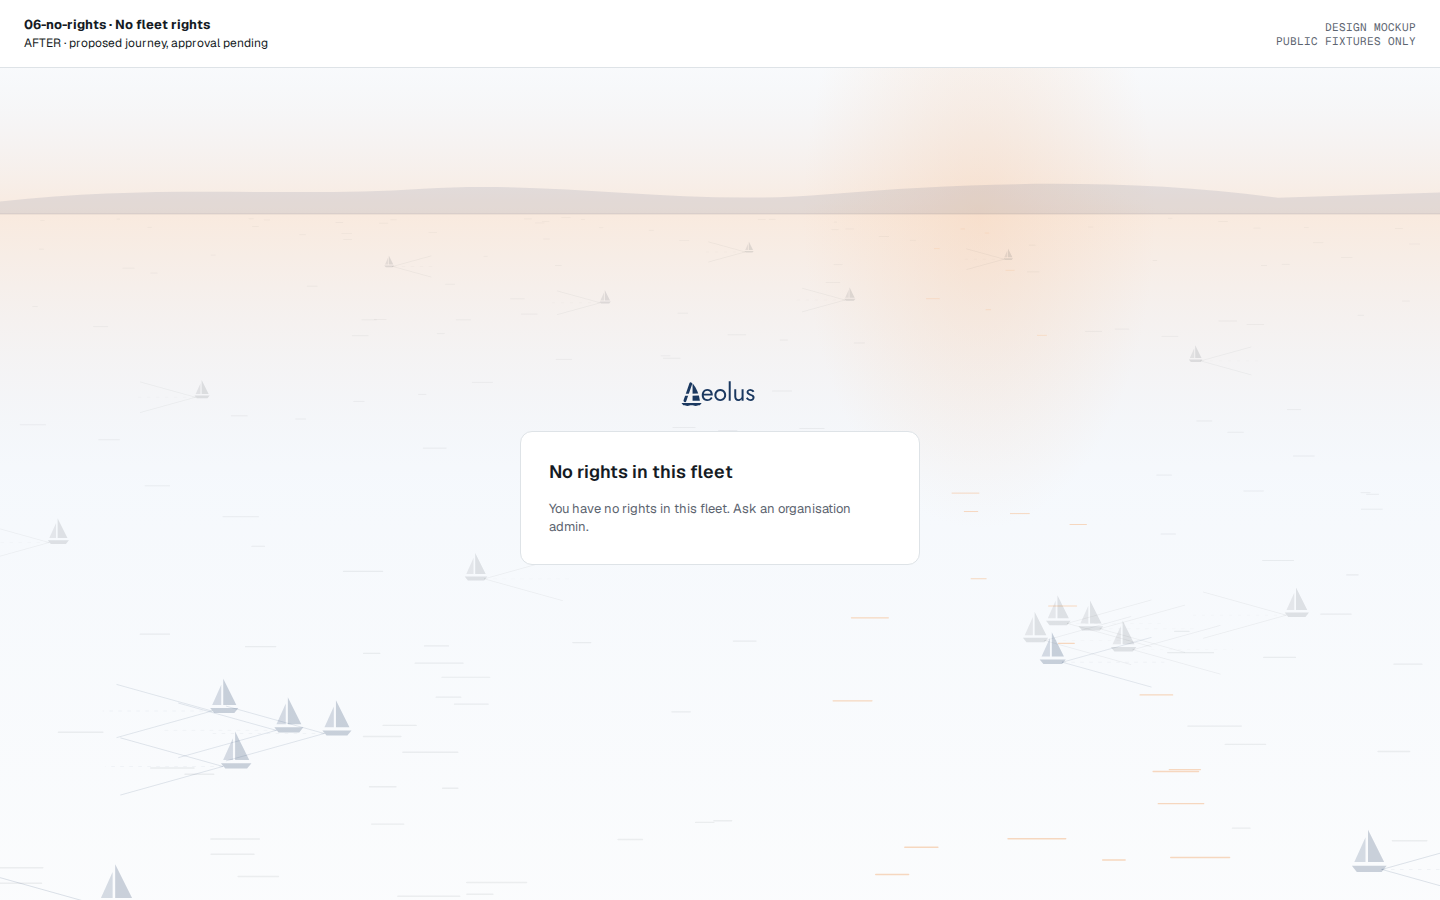 06-no-rights · No fleet rights
AFTER · proposed journey, approval pending
DESIGN MOCKUP
PUBLIC FIXTURES ONLY
Aeolus
No rights in this fleet
You have no rights in this fleet. Ask an organisation
admin.